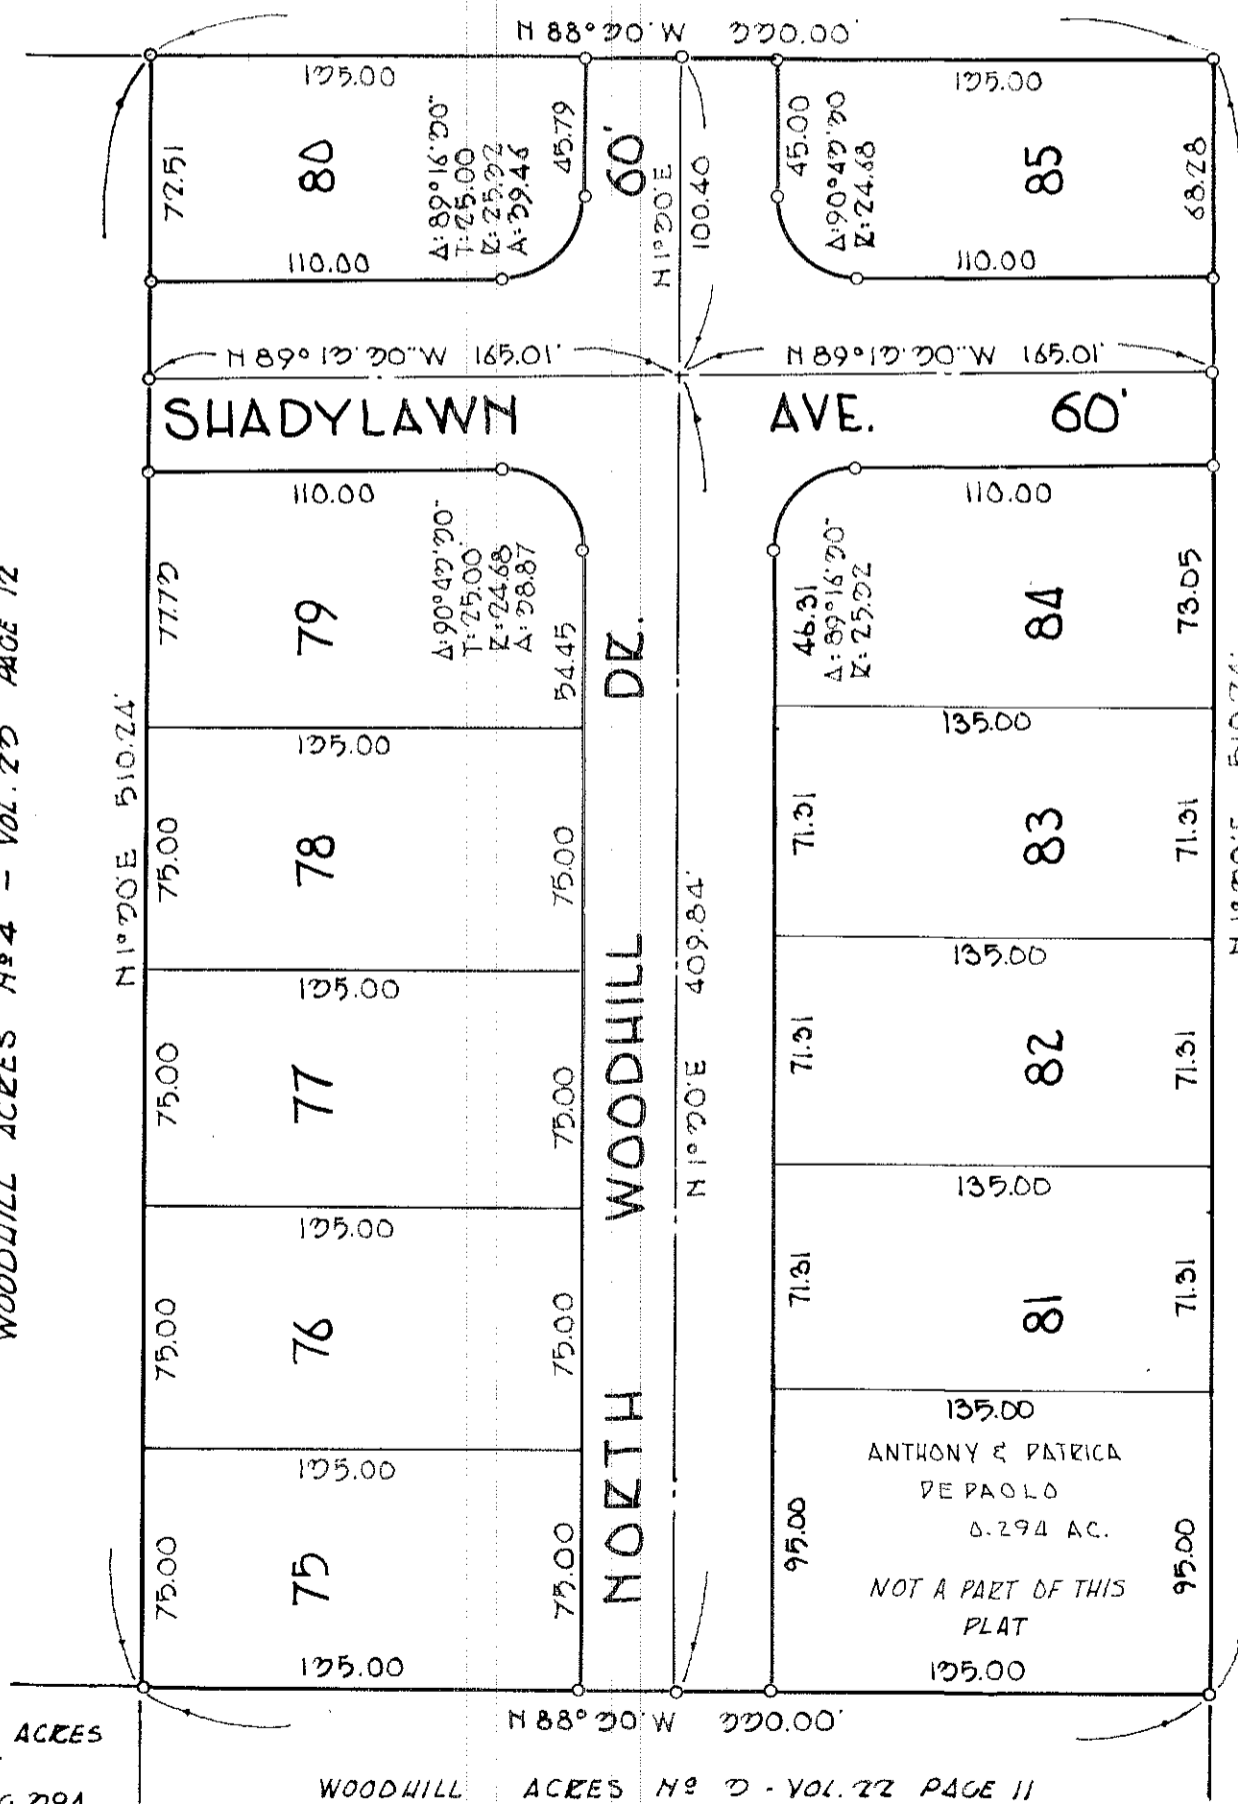 N 88°30'W 330.00'
135.00
135.00
72.51
80
Δ:89°16'30"
T:25.00
R:25.32
A:39.46
45.79
60'
N 1°30'E
100.40
45.00
Δ:90°43'30
R:24.68
85
68.28
110.00
110.00
N 89°13'30"W 165.01'
N 89°13'30"W 165.01'
SHADYLAWN AVE. 60'
110.00
110.00
77.73
79
Δ:90°43'30"
T:25.00'
R:24.68
A:38.87
54.45
46.31
Δ:89°16'30"
R:25.32
84
73.05
135.00
135.00
WOODHILL ACRES Nº 4 – VOL. 23 PAGE 12
N 1°30'E 510.24'
N 1°30'E 510.24'
75.00
78
75.00
71.31
83
71.31
135.00
135.00
NORTH WOODHILL DR.
N 1°30'E 409.84'
75.00
77
75.00
71.31
82
71.31
135.00
135.00
75.00
76
75.00
71.31
81
71.31
135.00
135.00
75.00
75
75.00
95.00
ANTHONY & PATRICA
DE PAOLO
0.294 AC.
NOT A PART OF THIS
PLAT
95.00
135.00
135.00
N 88°30'W 330.00'
ACRES
WOODHILL ACRES Nº 3 - VOL. 22 PAGE 11